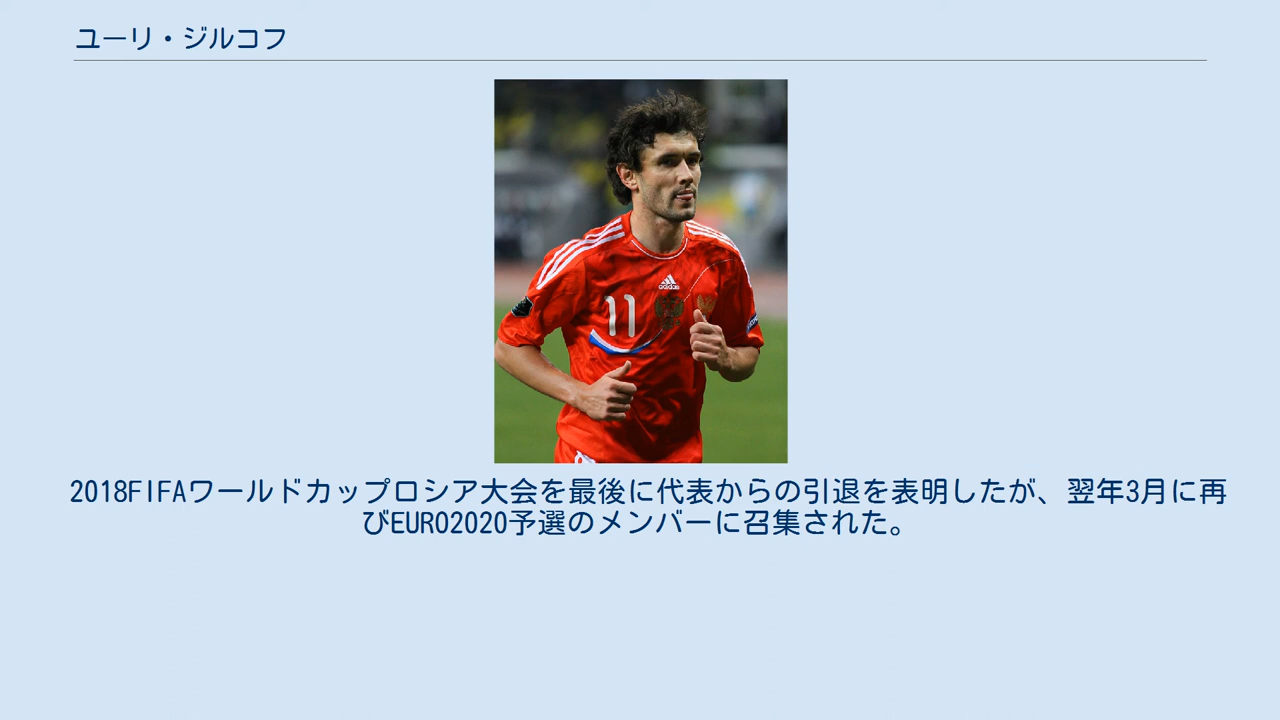 ユーリ・ジルコフ
adidas
11
2018FIFAワールドカップロシア大会を最後に代表からの引退を表明したが、翌年3月に再
びEURO2020予選のメンバーに召集された。